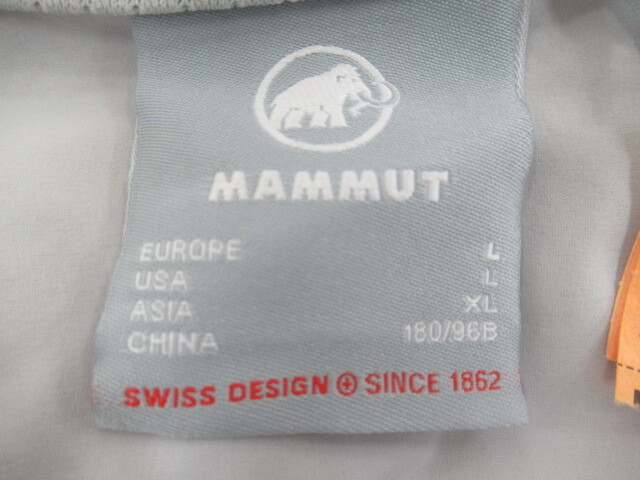 MAMMUT
EUROPE L
USA L
ASIA XL
CHINA 180/96B
SWISS DESIGN SINCE 1862